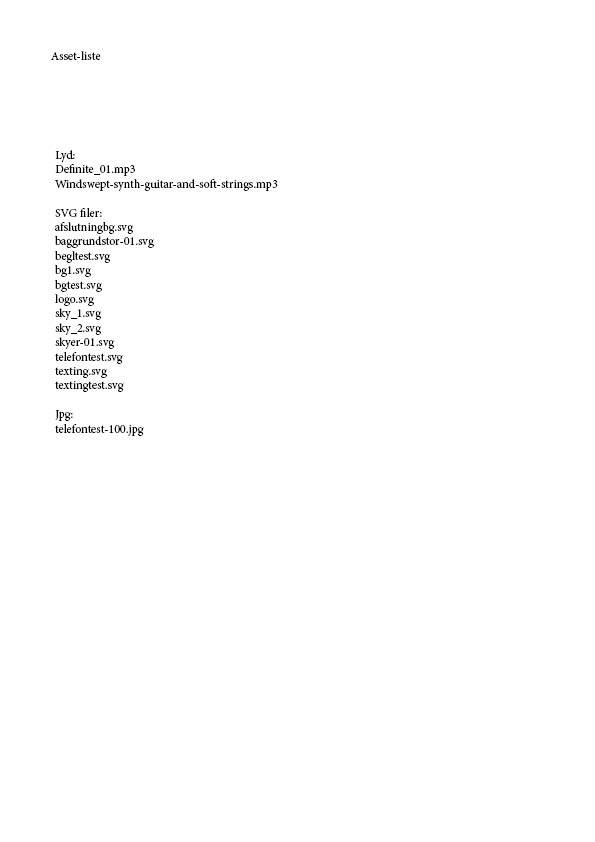 Asset-liste
Lyd:
Definite_01.mp3
Windswept-synth-guitar-and-soft-strings.mp3
SVG filer:
afslutningbg.svg
baggrundstor-01.svg
begltest.svg
bg1.svg
bgtest.svg
logo.svg
sky_1.svg
sky_2.svg
skyer-01.svg
telefontest.svg
texting.svg
textingtest.svg
Jpg:
telefontest-100.jpg